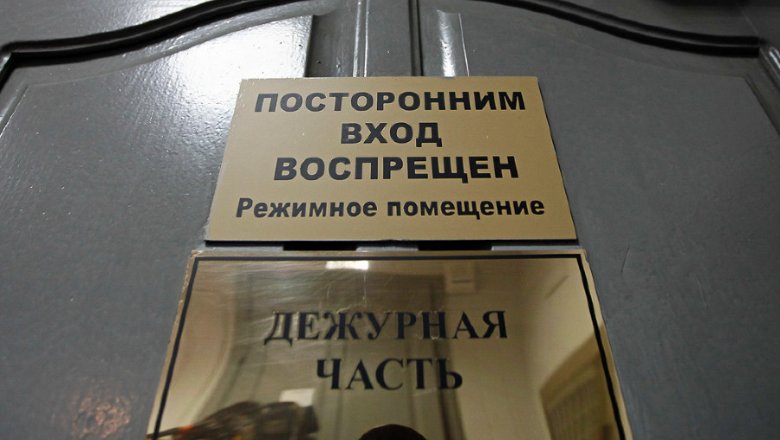 ПОСТОРОННИМ
ВХОД
ВОСПРЕЩЕН
Режимное помещение
ДЕЖУРНАЯ
ЧАСТЬ